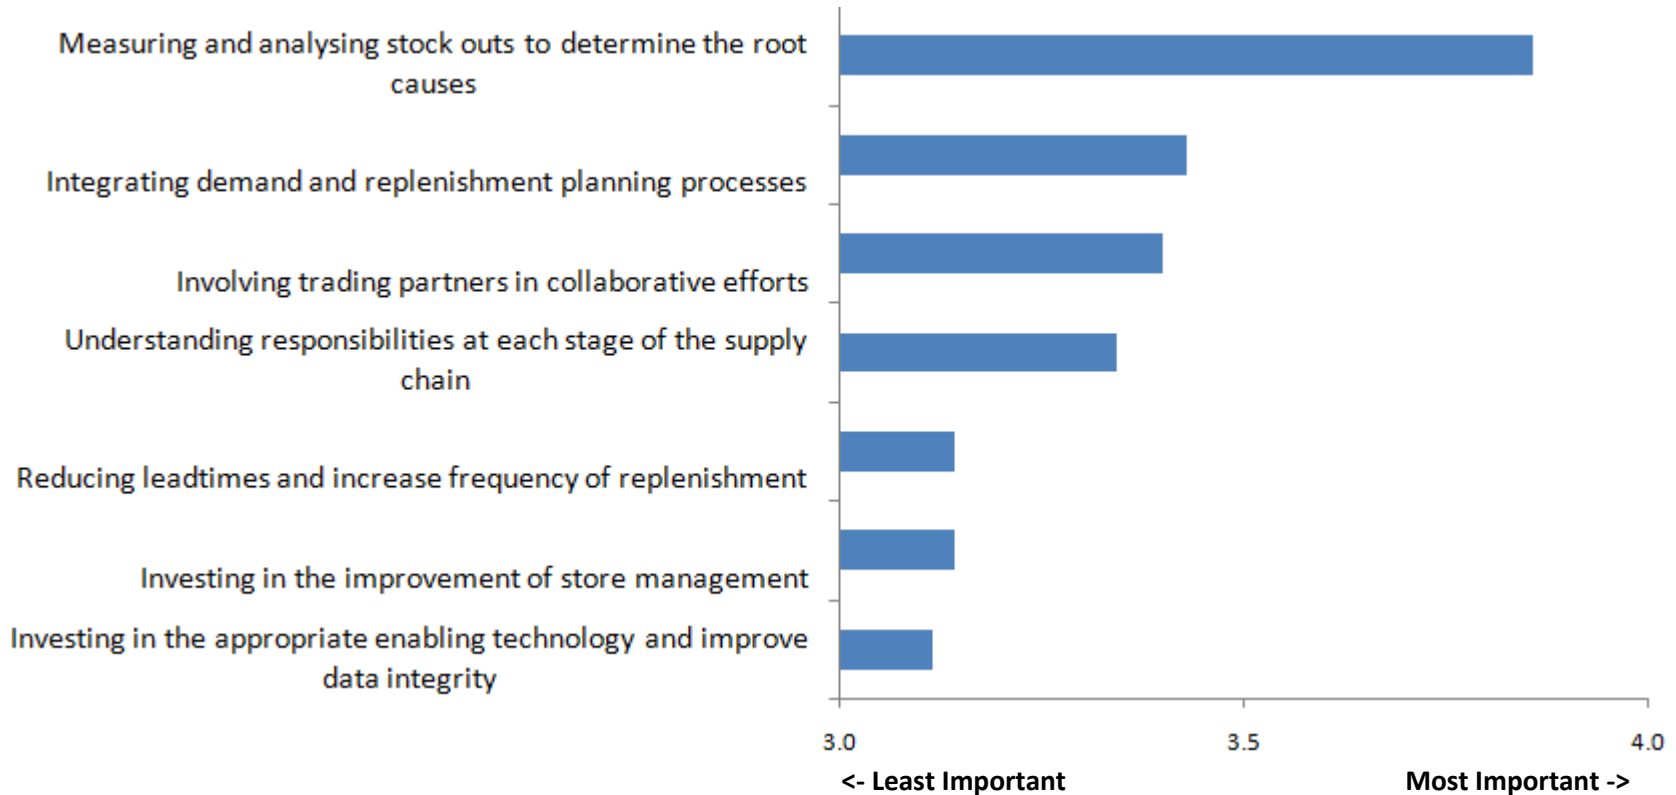 Measuring and analysing stock outs to determine the root
causes
Integrating demand and replenishment planning processes
Involving trading partners in collaborative efforts
Understanding responsibilities at each stage of the supply
chain
Reducing leadtimes and increase frequency of replenishment
Investing in the improvement of store management
Investing in the appropriate enabling technology and improve
data integrity
3.0 3.5 4.0
<- Least Important Most Important ->